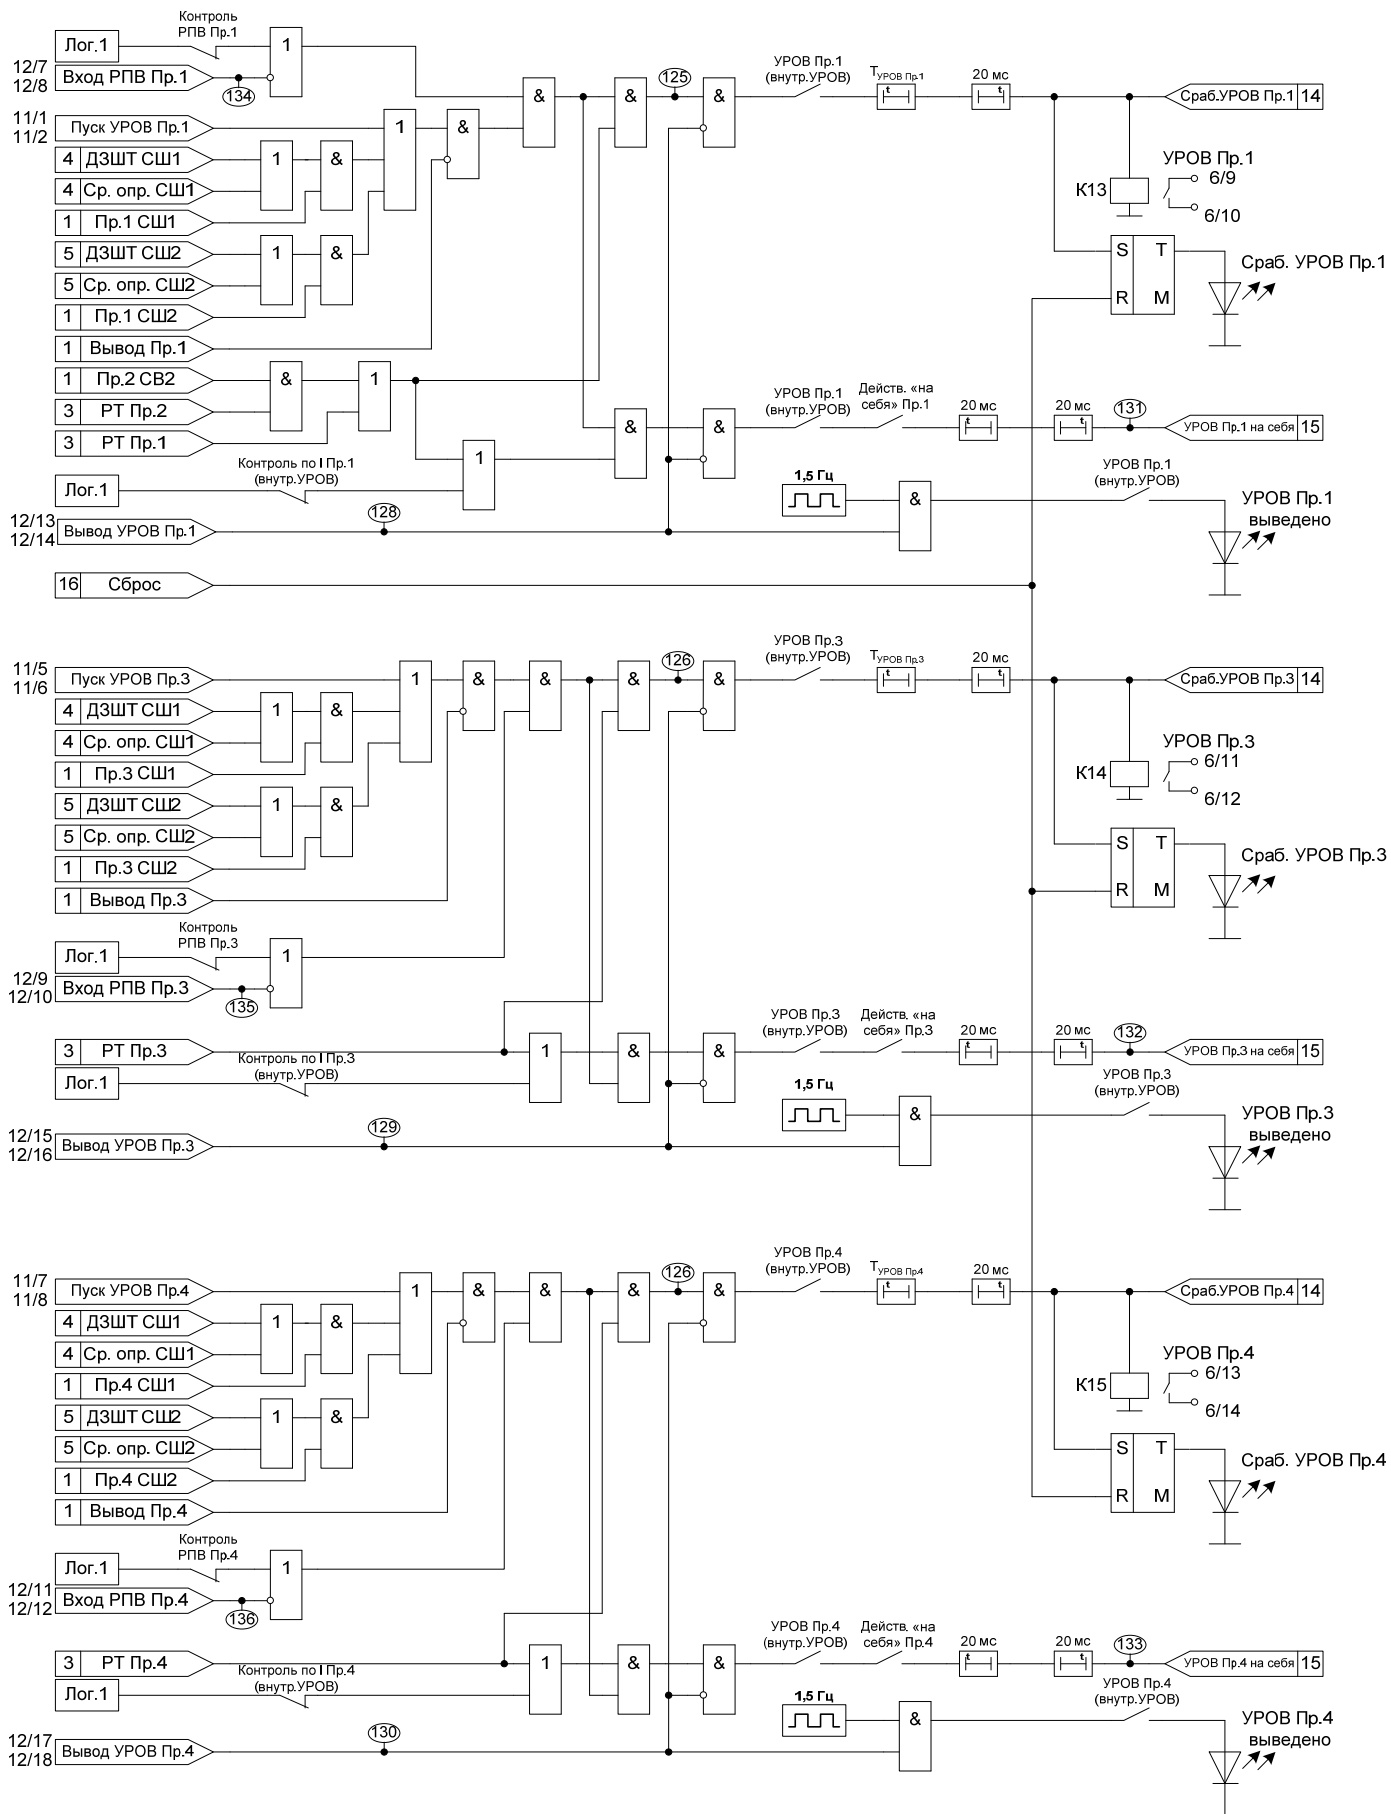 Контроль
РПВ Пр.1
Лог.1
1
12/7
12/8
Вход РПВ Пр.1
134
11/1
11/2
Пуск УРОВ Пр.1
4 ДЗШТ СШ1
4 Ср. опр. СШ1
1 Пр.1 СШ1
5 ДЗШТ СШ2
5 Ср. опр. СШ2
1 Пр.1 СШ2
1 Вывод Пр.1
1 Пр.2 СВ2
3 РТ Пр.2
3 РТ Пр.1
1 & 1 & & & 125 &
1 &
& 1
1 & &
УРОВ Пр.1
(внутр.УРОВ)
TУРОВ Пр.1
t
20 мс
t
Сраб.УРОВ Пр.1 14
К13
УРОВ Пр.1
6/9
6/10
S T
R M
Сраб. УРОВ Пр.1
УРОВ Пр.1
(внутр.УРОВ)
Действ. «на
себя» Пр.1
20 мс
t
20 мс
t
131
УРОВ Пр.1 на себя 15
Лог.1
Контроль по I Пр.1
(внутр.УРОВ)
1,5 Гц
&
УРОВ Пр.1
(внутр.УРОВ)
УРОВ Пр.1
выведено
12/13
12/14
Вывод УРОВ Пр.1
128
16 Сброс
11/5
11/6
Пуск УРОВ Пр.3
4 ДЗШТ СШ1
4 Ср. опр. СШ1
1 Пр.3 СШ1
5 ДЗШТ СШ2
5 Ср. опр. СШ2
1 Пр.3 СШ2
1 Вывод Пр.3
1 & 1 & & & 126 &
1 &
УРОВ Пр.3
(внутр.УРОВ)
TУРОВ Пр.3
t
20 мс
t
Сраб.УРОВ Пр.3 14
К14
УРОВ Пр.3
6/11
6/12
S T
R M
Сраб. УРОВ Пр.3
Контроль
РПВ Пр.3
Лог.1
1
12/9
12/10
Вход РПВ Пр.3
135
3 РТ Пр.3
Лог.1
Контроль по I Пр.3
(внутр.УРОВ)
1 & &
УРОВ Пр.3
(внутр.УРОВ)
Действ. «на
себя» Пр.3
20 мс
t
20 мс
t
132
УРОВ Пр.3 на себя 15
1,5 Гц
&
УРОВ Пр.3
(внутр.УРОВ)
УРОВ Пр.3
выведено
12/15
12/16
Вывод УРОВ Пр.3
129
11/7
11/8
Пуск УРОВ Пр.4
4 ДЗШТ СШ1
4 Ср. опр. СШ1
1 Пр.4 СШ1
5 ДЗШТ СШ2
5 Ср. опр. СШ2
1 Пр.4 СШ2
1 Вывод Пр.4
1 & 1 & & & 126 &
1 &
УРОВ Пр.4
(внутр.УРОВ)
TУРОВ Пр.4
t
20 мс
t
Сраб.УРОВ Пр.4 14
К15
УРОВ Пр.4
6/13
6/14
S T
R M
Сраб. УРОВ Пр.4
Контроль
РПВ Пр.4
Лог.1
1
12/11
12/12
Вход РПВ Пр.4
136
3 РТ Пр.4
Лог.1
Контроль по I Пр.4
(внутр.УРОВ)
1 & &
УРОВ Пр.4
(внутр.УРОВ)
Действ. «на
себя» Пр.4
20 мс
t
20 мс
t
133
УРОВ Пр.4 на себя 15
1,5 Гц
&
УРОВ Пр.4
(внутр.УРОВ)
УРОВ Пр.4
выведено
12/17
12/18
Вывод УРОВ Пр.4
130